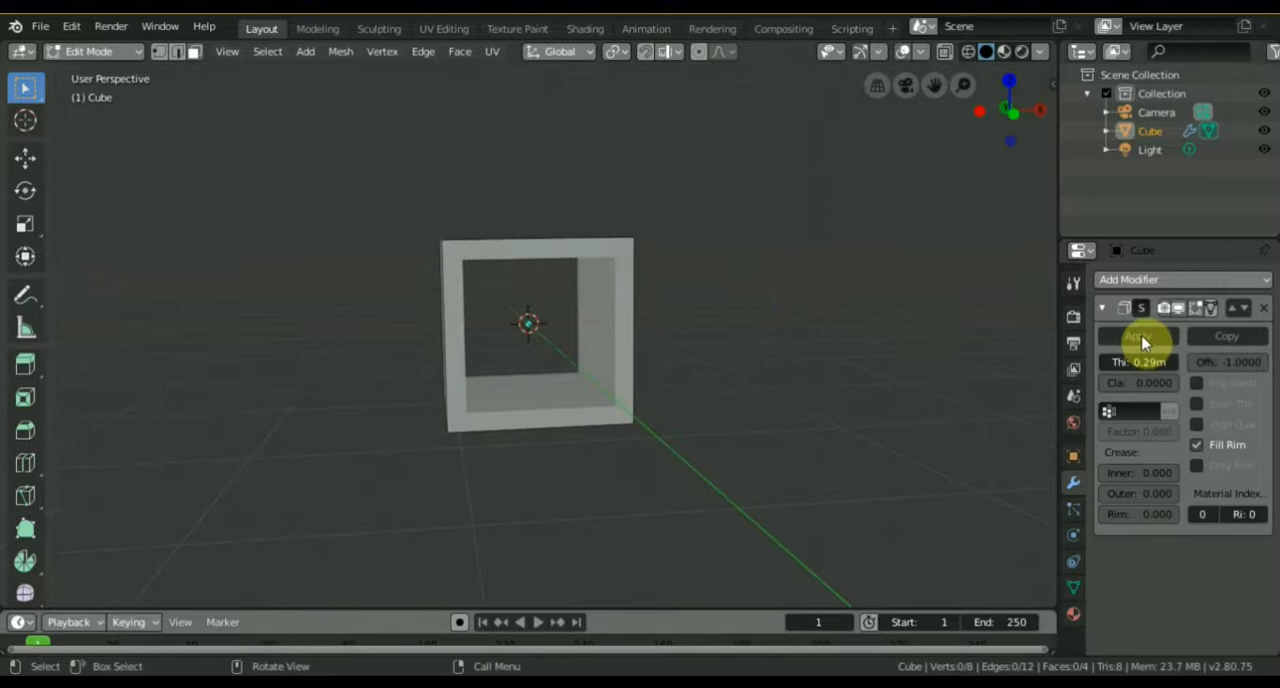 File Edit Render Window Help Layout Modeling Sculpting UV Editing Texture Paint Shading Animation Rendering Compositing Scripting + Scene View Layer
Edit Mode View Select Add Mesh Vertex Edge Face UV Global
User Perspective
(1) Cube
Scene Collection
Collection
Camera
Cube
Light
Cube
Add Modifier
S
Apply Copy
Thi: 0.29m Offs: -1.0000
Cla: 0.0000
Factor: 0.000 Fill Rim
Crease:
Inner: 0.000
Outer: 0.000 Material Index..
Rim: 0.000 0 Ri: 0
Playback Keying View Marker 1 Start: 1 End: 250
Select Box Select Rotate View Call Menu Cube | Verts:0/8 | Edges:0/12 | Faces:0/4 | Tris:8 | Mem: 23.7 MB | v2.80.75